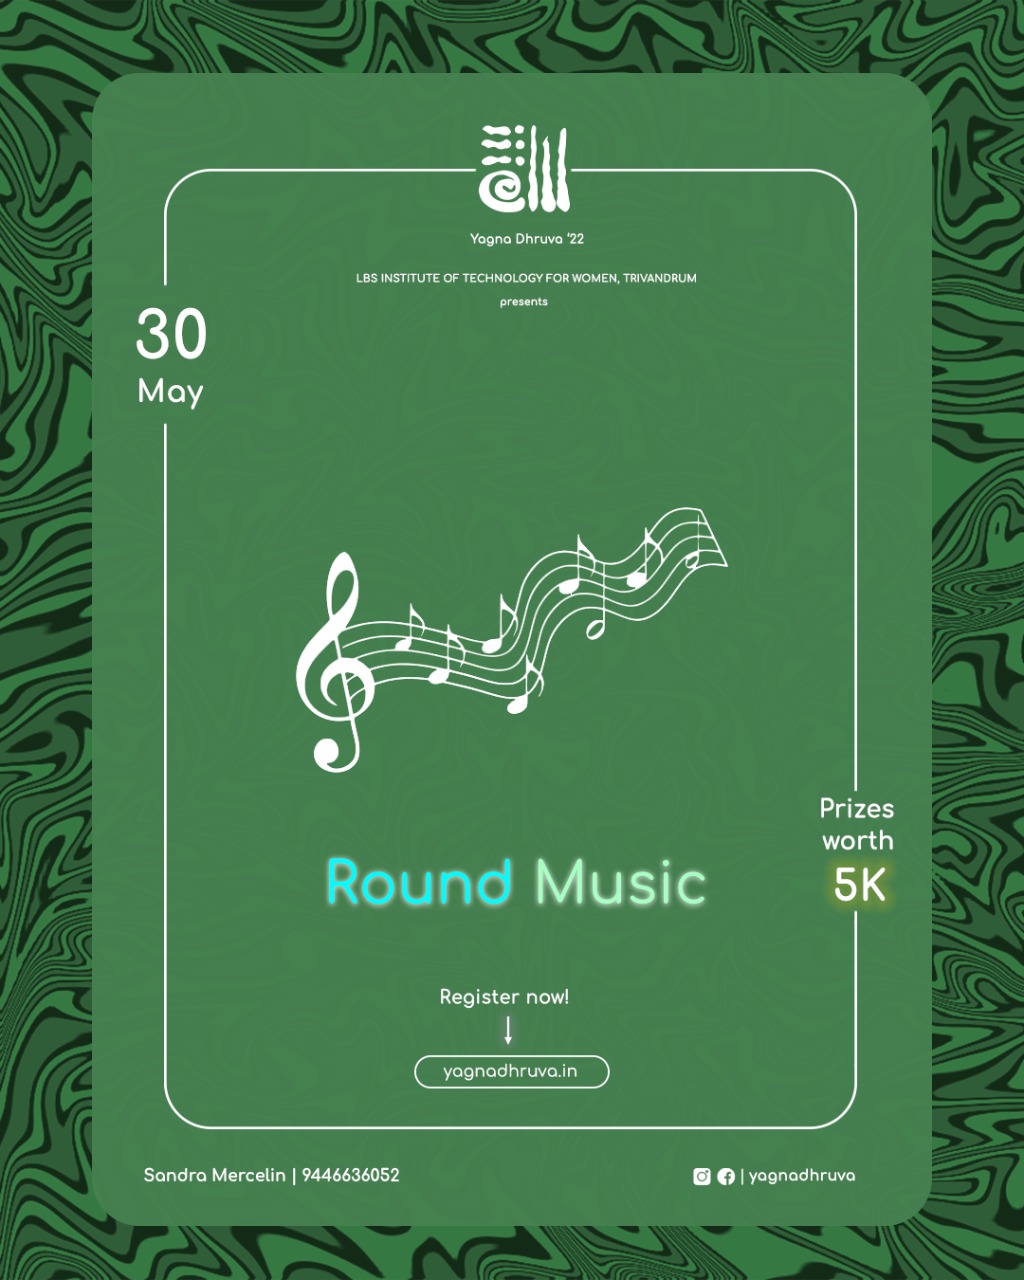 Yagna Dhruva ‘22
LBS INSTITUTE OF TECHNOLOGY FOR WOMEN, TRIVANDRUM
presents
30
May
Prizes
worth
5K
Round Music
Register now!
yagnadhruva.in
Sandra Mercelin | 9446636052
| yagnadhruva